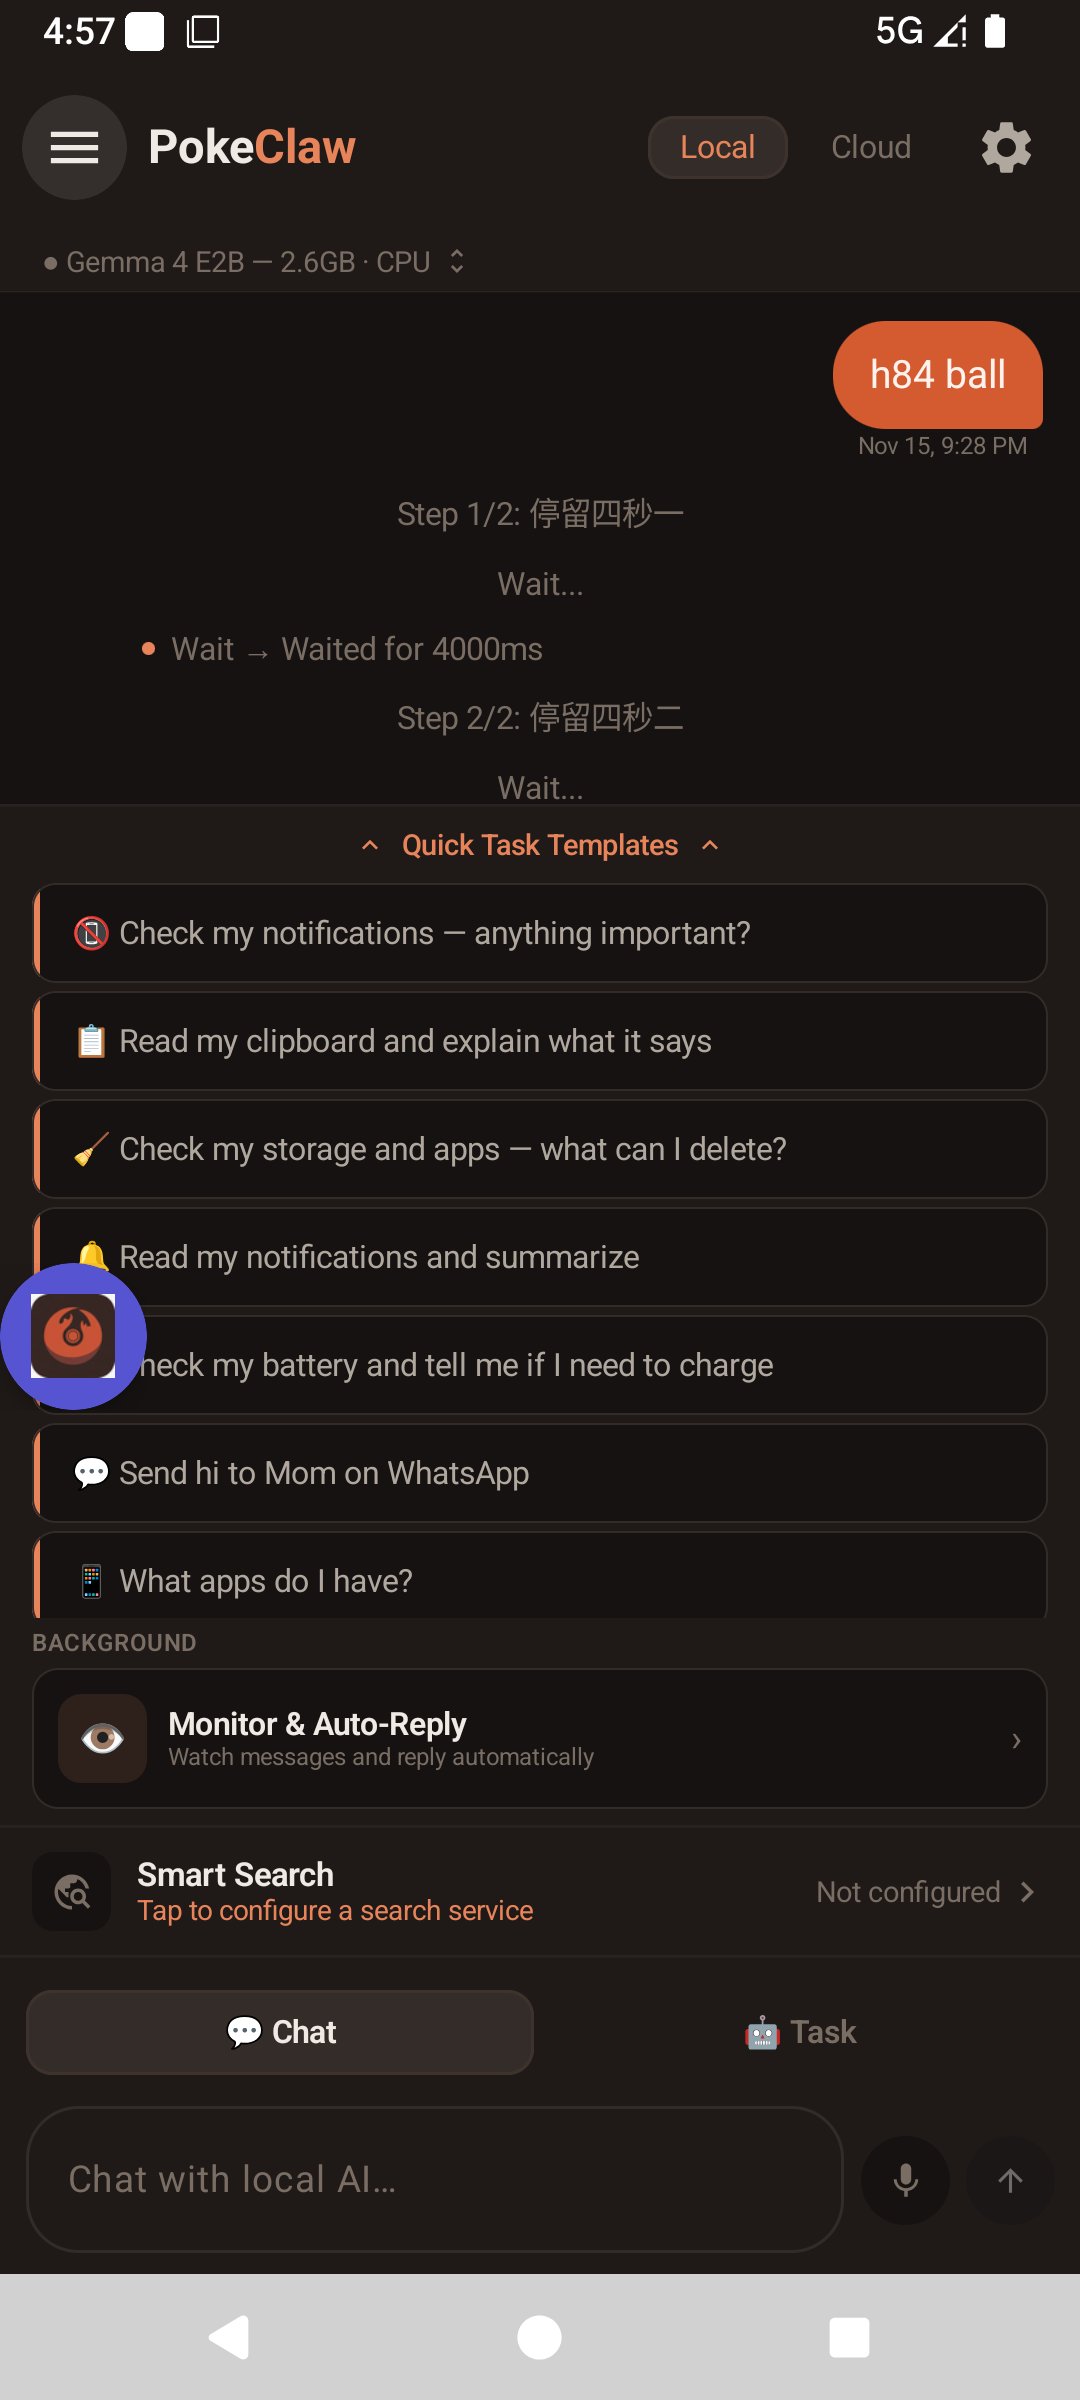 4:57
5G
PokeClaw
Local
Cloud
Gemma 4 E2B — 2.6GB · CPU
h84 ball
Nov 15, 9:28 PM
Step 1/2: 停留四秒一
Wait...
Wait → Waited for 4000ms
Step 2/2: 停留四秒二
Wait...
Quick Task Templates
Check my notifications — anything important?
Read my clipboard and explain what it says
Check my storage and apps — what can I delete?
Read my notifications and summarize
heck my battery and tell me if I need to charge
Send hi to Mom on WhatsApp
What apps do I have?
BACKGROUND
Monitor & Auto-Reply
Watch messages and reply automatically
Smart Search
Tap to configure a search service
Not configured
Chat
Task
Chat with local AI…